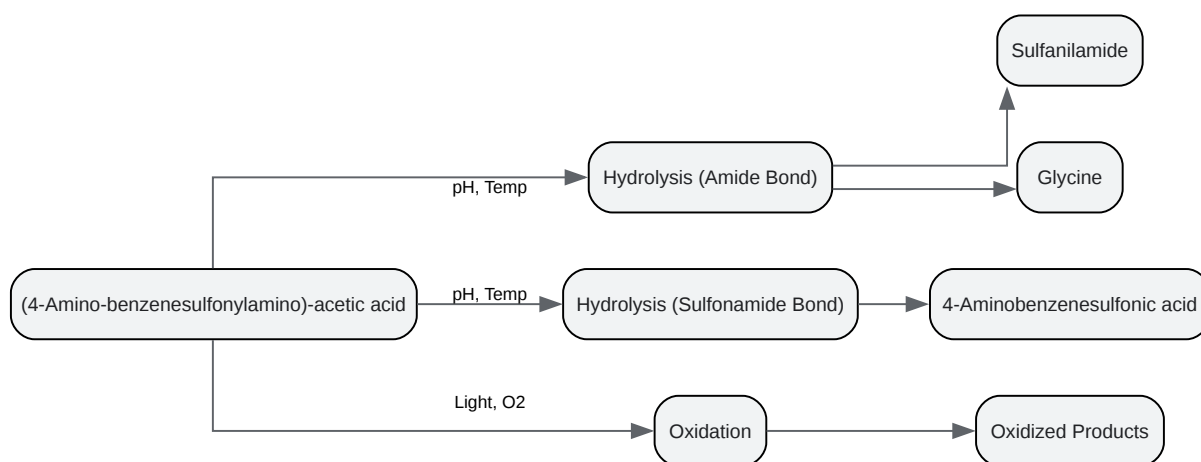 Sulfanilamide
pH, Temp
Hydrolysis (Amide Bond)
Glycine
(4-Amino-benzenesulfonylamino)-acetic acid
pH, Temp
Hydrolysis (Sulfonamide Bond)
4-Aminobenzenesulfonic acid
Light, O2
Oxidation
Oxidized Products